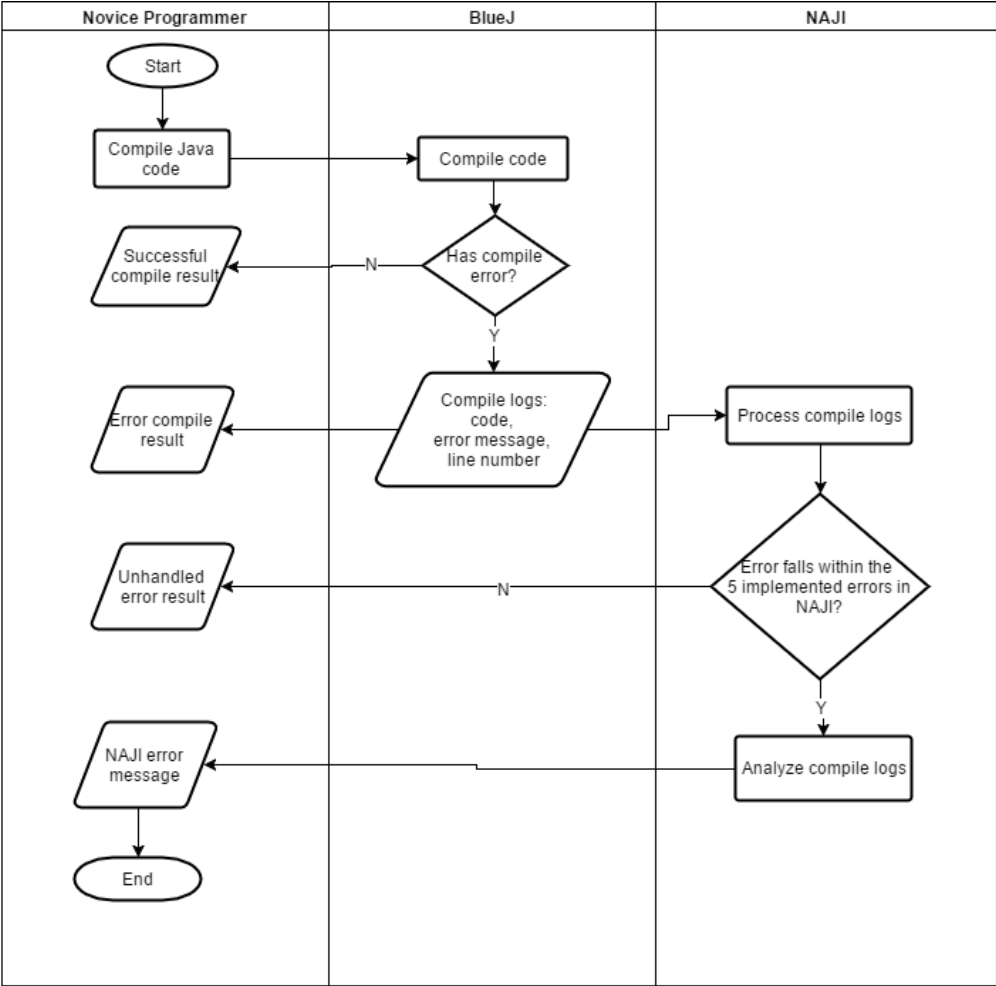 Novice Programmer
BlueJ
NAJI
Start
Compile Java
code
Compile code
Successful
compile result
N
Has compile
error?
Y
Error compile
result
Compile logs:
code,
error message,
line number
Process compile logs
Unhandled
error result
N
Error falls within the
5 implemented errors in
NAJI?
Y
NAJI error
message
Analyze compile logs
End